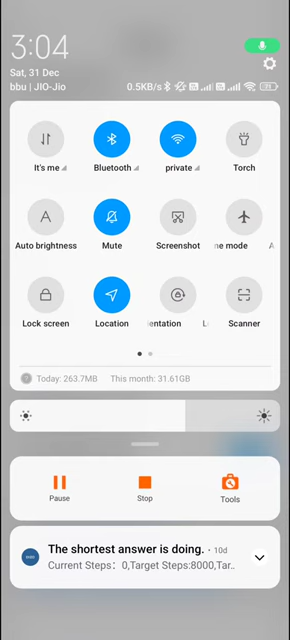 3:04
Sat, 31 Dec
bbu | JIO-Jio
0.5KB/s
It's me
Bluetooth
private
Torch
Auto brightness
Mute
Screenshot
ne mode
A
Lock screen
Location
ientation
L
Scanner
Today: 263.7MB This month: 31.61GB
Pause
Stop
Tools
The shortest answer is doing. • 10d
Current Steps：0,Target Steps:8000,Tar..